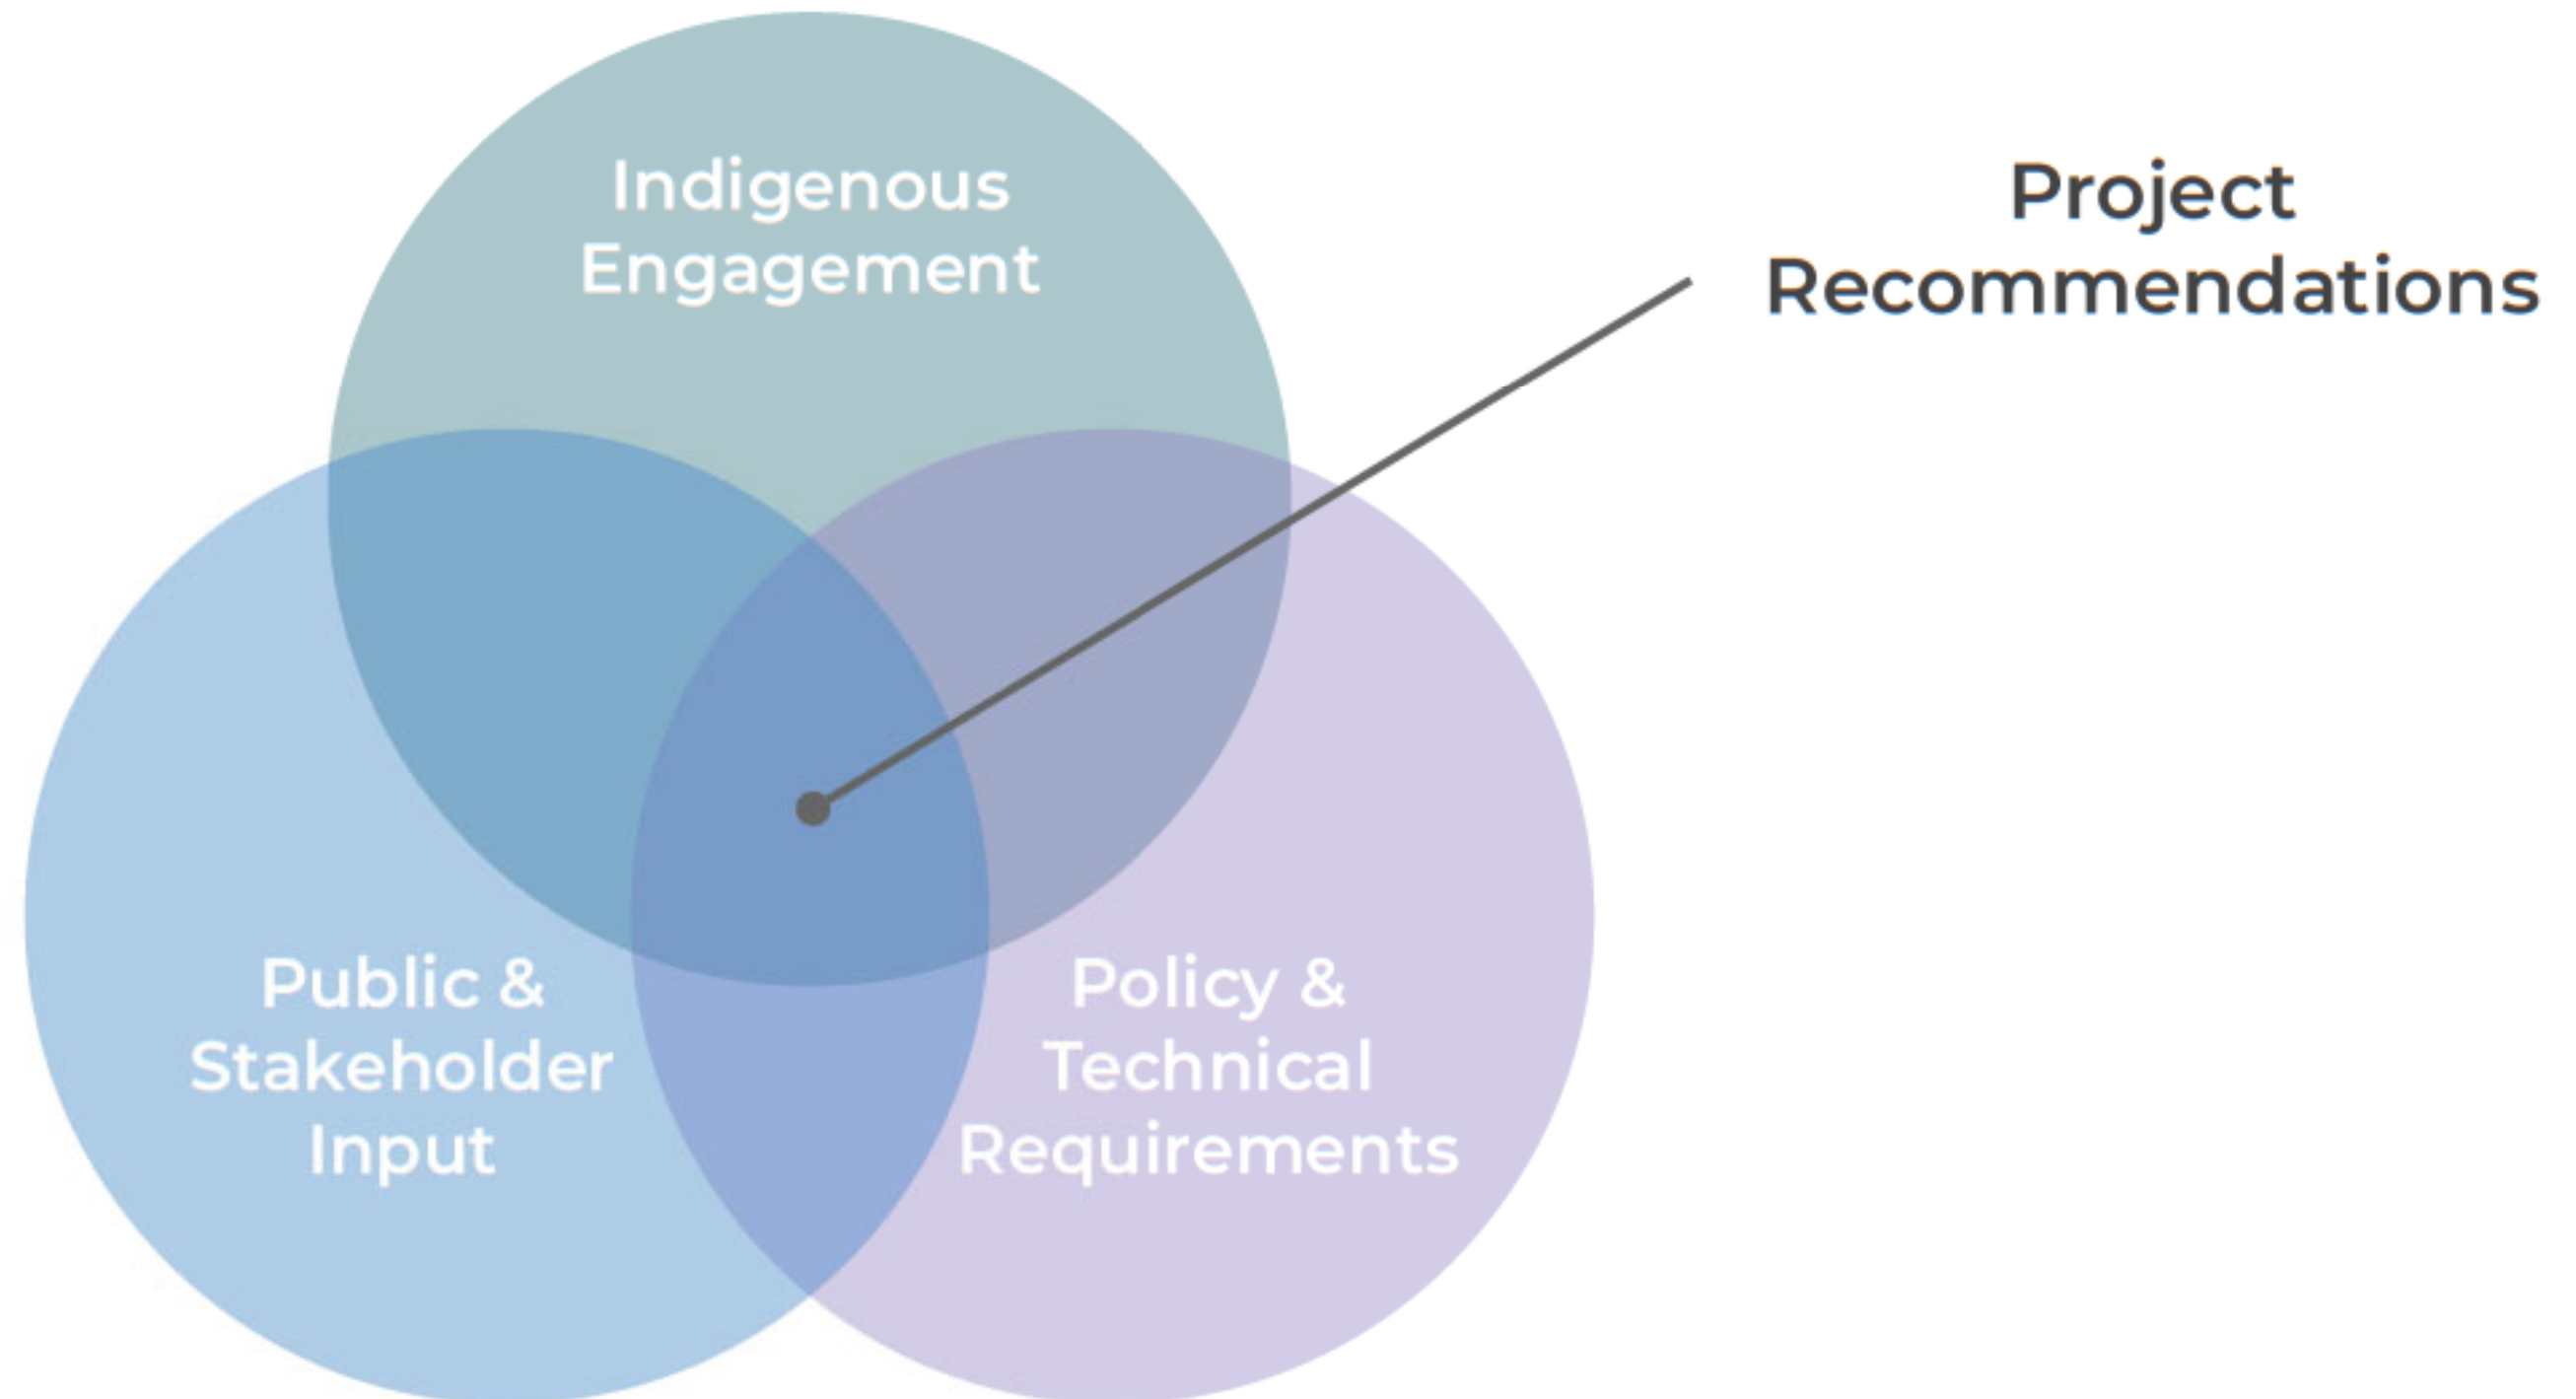 Indigenous
Engagement
Project
Recommendations
Public &
Stakeholder
Input
Policy &
Technical
Requirements